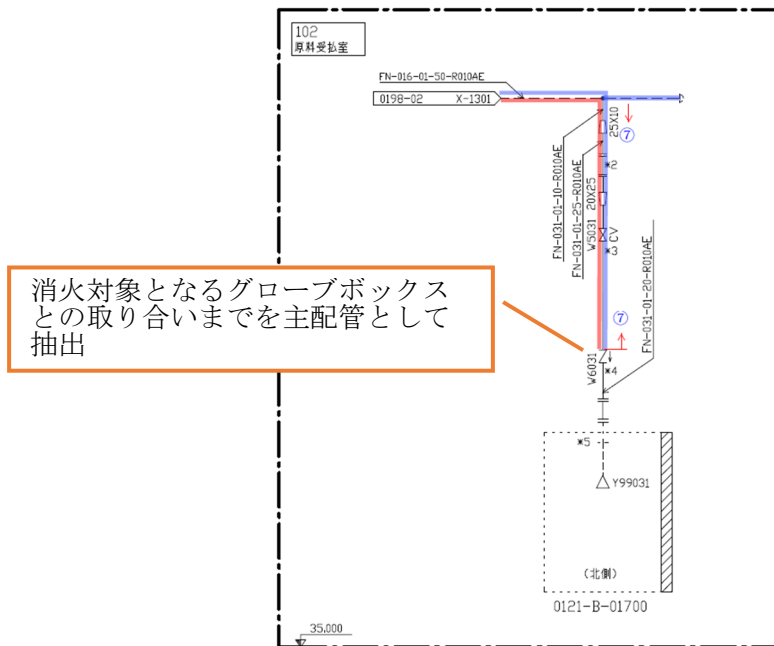 102
原料受払室
FN-016-01-50-R010AE
0198-02 X-1301
25X10
⑦
FN-031-01-10-R010AE
FN-031-01-25-R010AE
※2
20X25
W5031
CV
※3
消火対象となるグローブボックス
との取り合いまでを主配管として
抽出
⑦
FN-031-01-20-R010AE
W6031
※4
※5
Y99031
(北側)
0121-B-01700
35.000